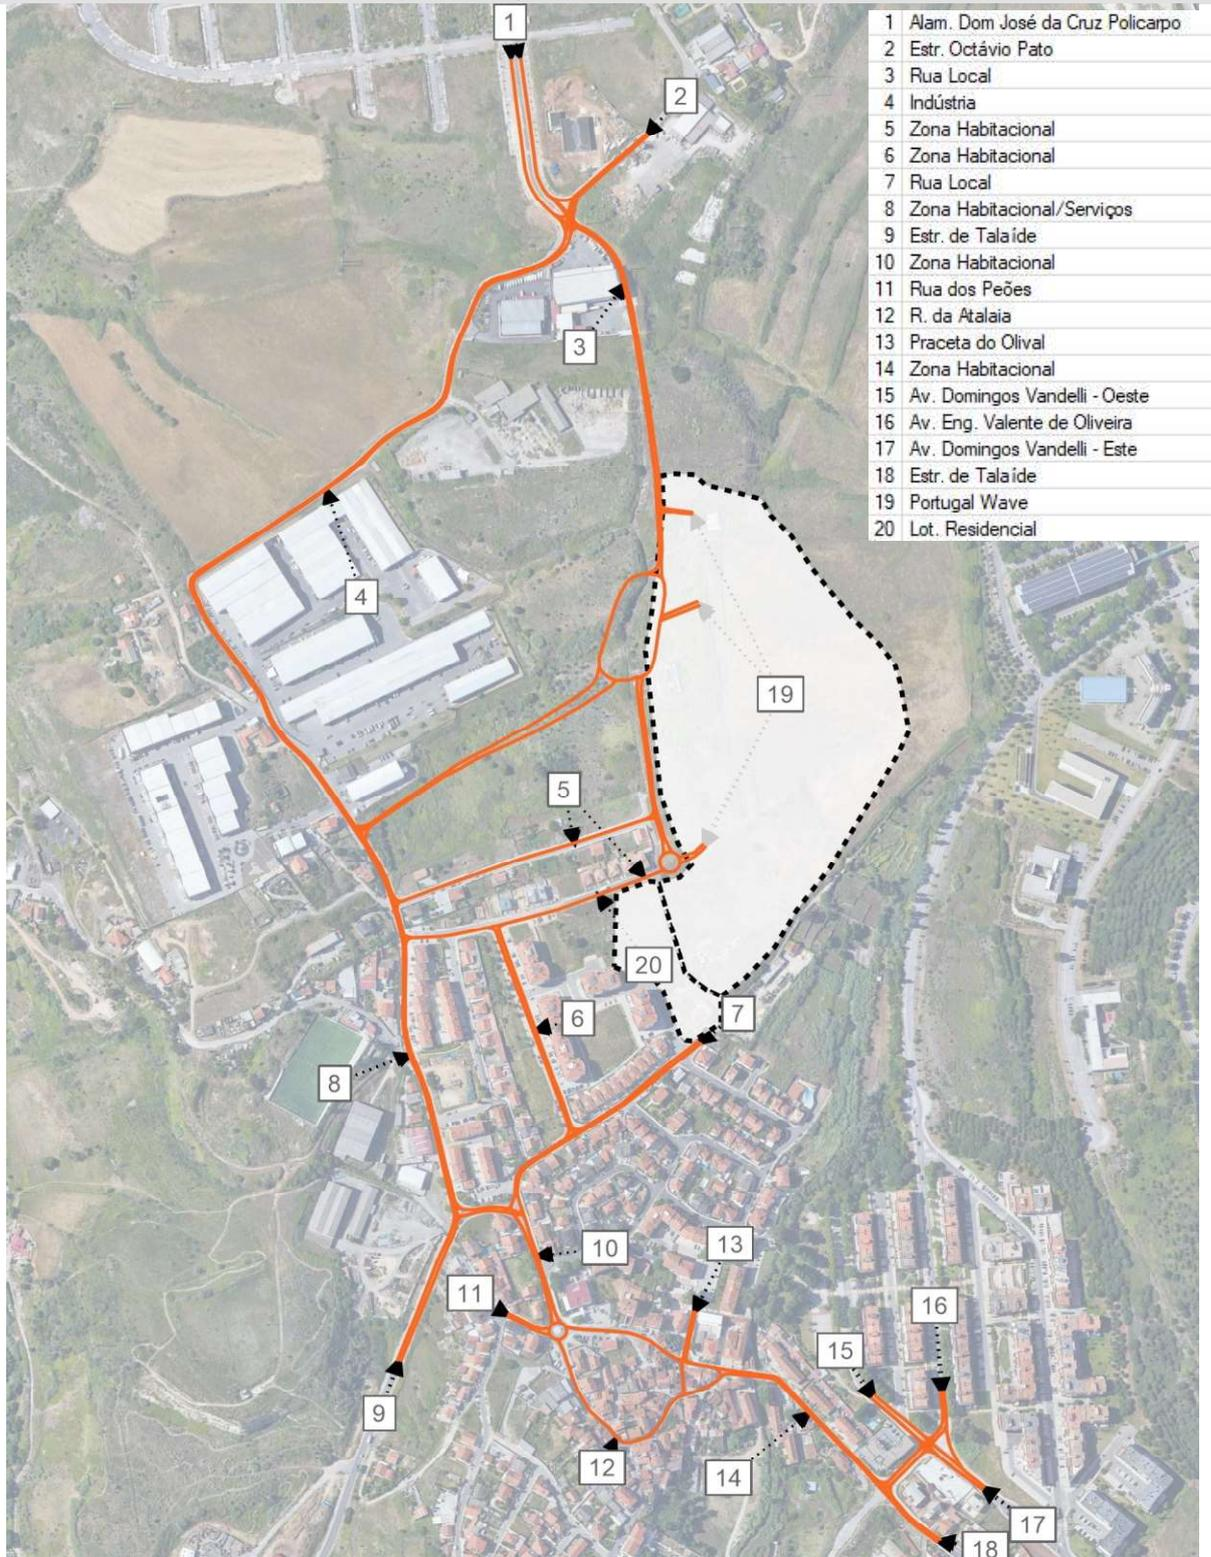 1 Alam. Dom José da Cruz Policarpo
2 Estr. Octávio Pato
3 Rua Local
4 Indústria
5 Zona Habitacional
6 Zona Habitacional
7 Rua Local
8 Zona Habitacional/Serviços
9 Estr. de Talaíde
10 Zona Habitacional
11 Rua dos Peões
12 R. da Atalaia
13 Praceta do Olival
14 Zona Habitacional
15 Av. Domingos Vandelli - Oeste
16 Av. Eng. Valente de Oliveira
17 Av. Domingos Vandelli - Este
18 Estr. de Talaíde
19 Portugal Wave
20 Lot. Residencial
1
2
3
4
19
5
20
6
7
8
10
13
11
16
15
9
12
14
17
18